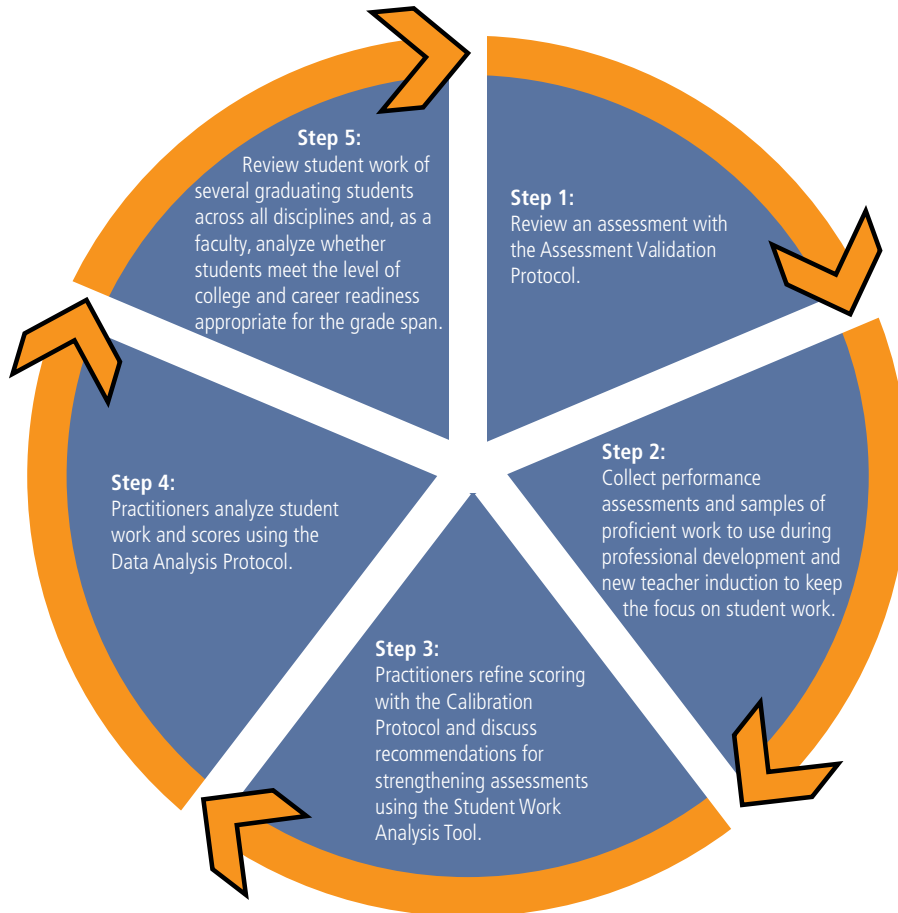 Step 1:
Review an assessment with
the Assessment Validation
Protocol.
Step 2:
Collect performance
assessments and samples of
proficient work to use during
professional development and
new teacher induction to keep
the focus on student work.
Step 3:
Practitioners refine scoring
with the Calibration
Protocol and discuss
recommendations for
strengthening assessments
using the Student Work
Analysis Tool.
Step 4:
Practitioners analyze student
work and scores using the
Data Analysis Protocol.
Step 5:
Review student work of
several graduating students
across all disciplines and, as a
faculty, analyze whether
students meet the level of
college and career readiness
appropriate for the grade span.